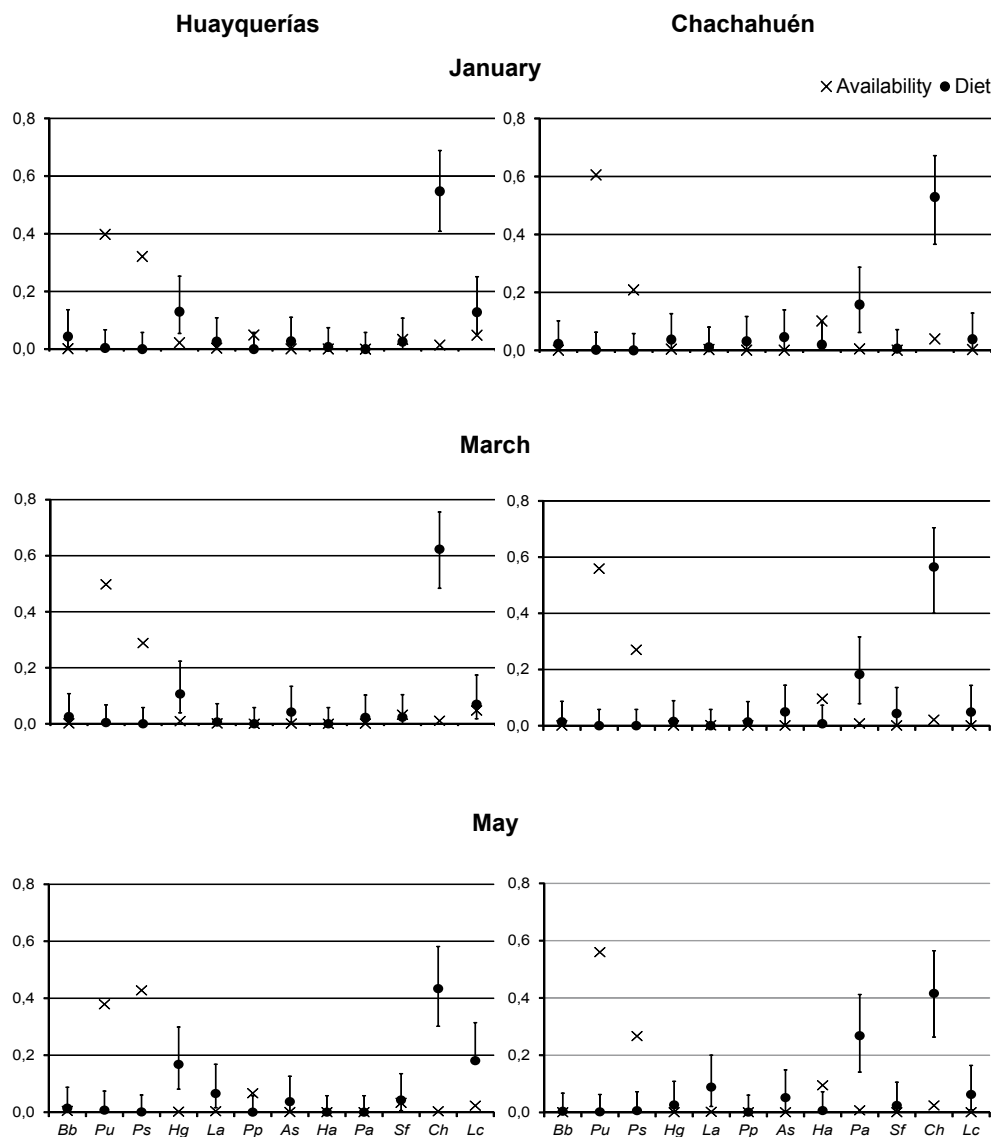 Huayquerías Chachahuén
January
× Availability ● Diet
0,8 0,8
0,6 0,6
0,4 0,4
0,2 0,2
0,0 0,0
March
0,8 0,8
0,6 0,6
0,4 0,4
0,2 0,2
0,0 0,0
May
0,8 0,8
0,6 0,6
0,4 0,4
0,2 0,2
0,0 0,0
Bb Pu Ps Hg La Pp As Ha Pa Sf Ch Lc Bb Pu Ps Hg La Pp As Ha Pa Sf Ch Lc